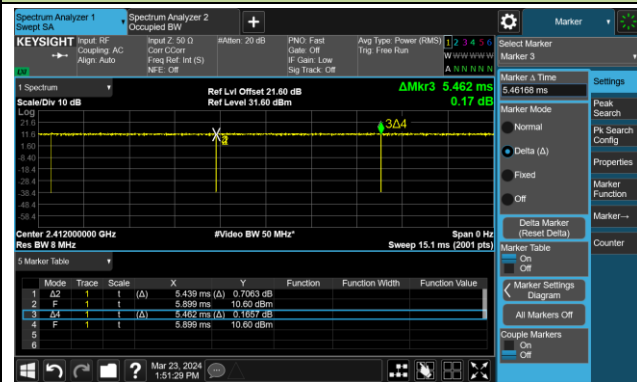 Spectrum Analyzer 1
Swept SA
Spectrum Analyzer 2
Occupied BW
Marker
KEYSIGHT
Input: RF
Coupling: AC
Align: Auto
Input Z: 50 Ω
Corr CCorr
Freq Ref: Int (S)
NFE: Off
#Atten: 20 dB
PNO: Fast
Gate: Off
IF Gain: Low
Sig Track: Off
Avg Type: Power (RMS)
Trig: Free Run
1 2 3 4 5 6
W W W W W W
A N N N N N
LW
1 Spectrum
Scale/Div 10 dB
Ref Lvl Offset 21.60 dB
Ref Level 31.60 dBm
ΔMkr3 5.462 ms
0.17 dB
Log
21.6
11.6
1.60
-8.40
-18.4
-28.4
-38.4
-48.4
-58.4
3Δ4
Center 2.412000000 GHz
Res BW 8 MHz
#Video BW 50 MHz*
Span 0 Hz
Sweep 15.1 ms (2001 pts)
5 Marker Table
Mode Trace Scale X Y Function Function Width Function Value
1 Δ2 1 t (Δ) 5.439 ms (Δ) 0.7063 dB
2 F 1 t 5.899 ms 10.60 dBm
3 Δ4 1 t (Δ) 5.462 ms (Δ) 0.1657 dB
4 F 1 t 5.899 ms 10.60 dBm
5
6
Mar 23, 2024
1:51:29 PM
Select Marker
Marker 3
Marker Δ Time
5.46168 ms
Marker Mode
Normal
Delta (Δ)
Fixed
Off
Delta Marker
(Reset Delta)
Marker Table
On
Off
Marker Settings
Diagram
All Markers Off
Couple Markers
On
Off
Settings
Peak
Search
Pk Search
Config
Properties
Marker
Function
Marker→
Counter